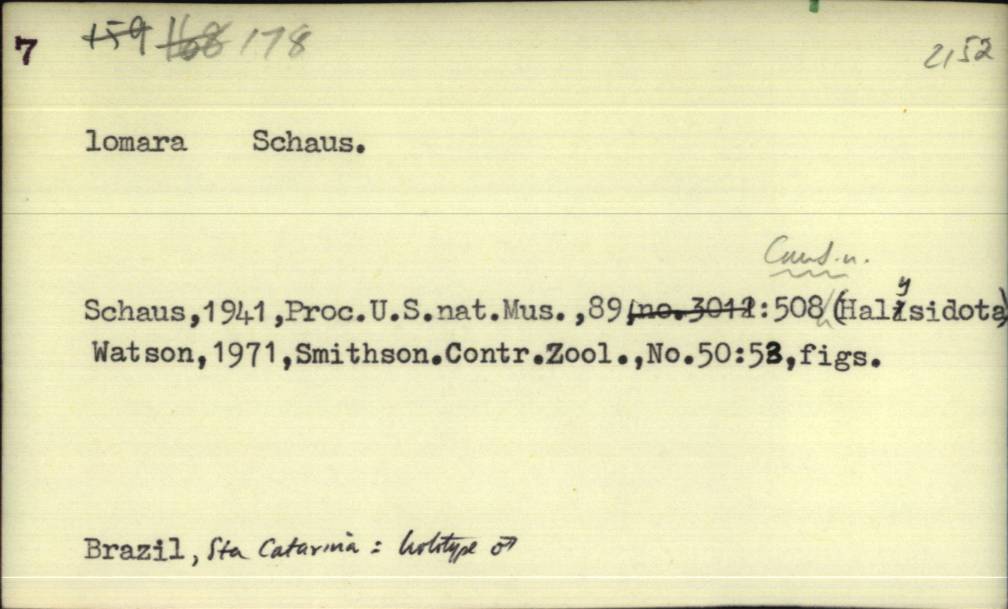 7 159 168 178
2152
lomara Schaus.
Schaus,1941,Proc.U.S.nat.Mus.,89,no.3012:508 (Halysidota)
Watson,1971,Smithson.Contr.Zool.,No.50:53,figs.
Brazil, Sta Catarina : holotype ♂